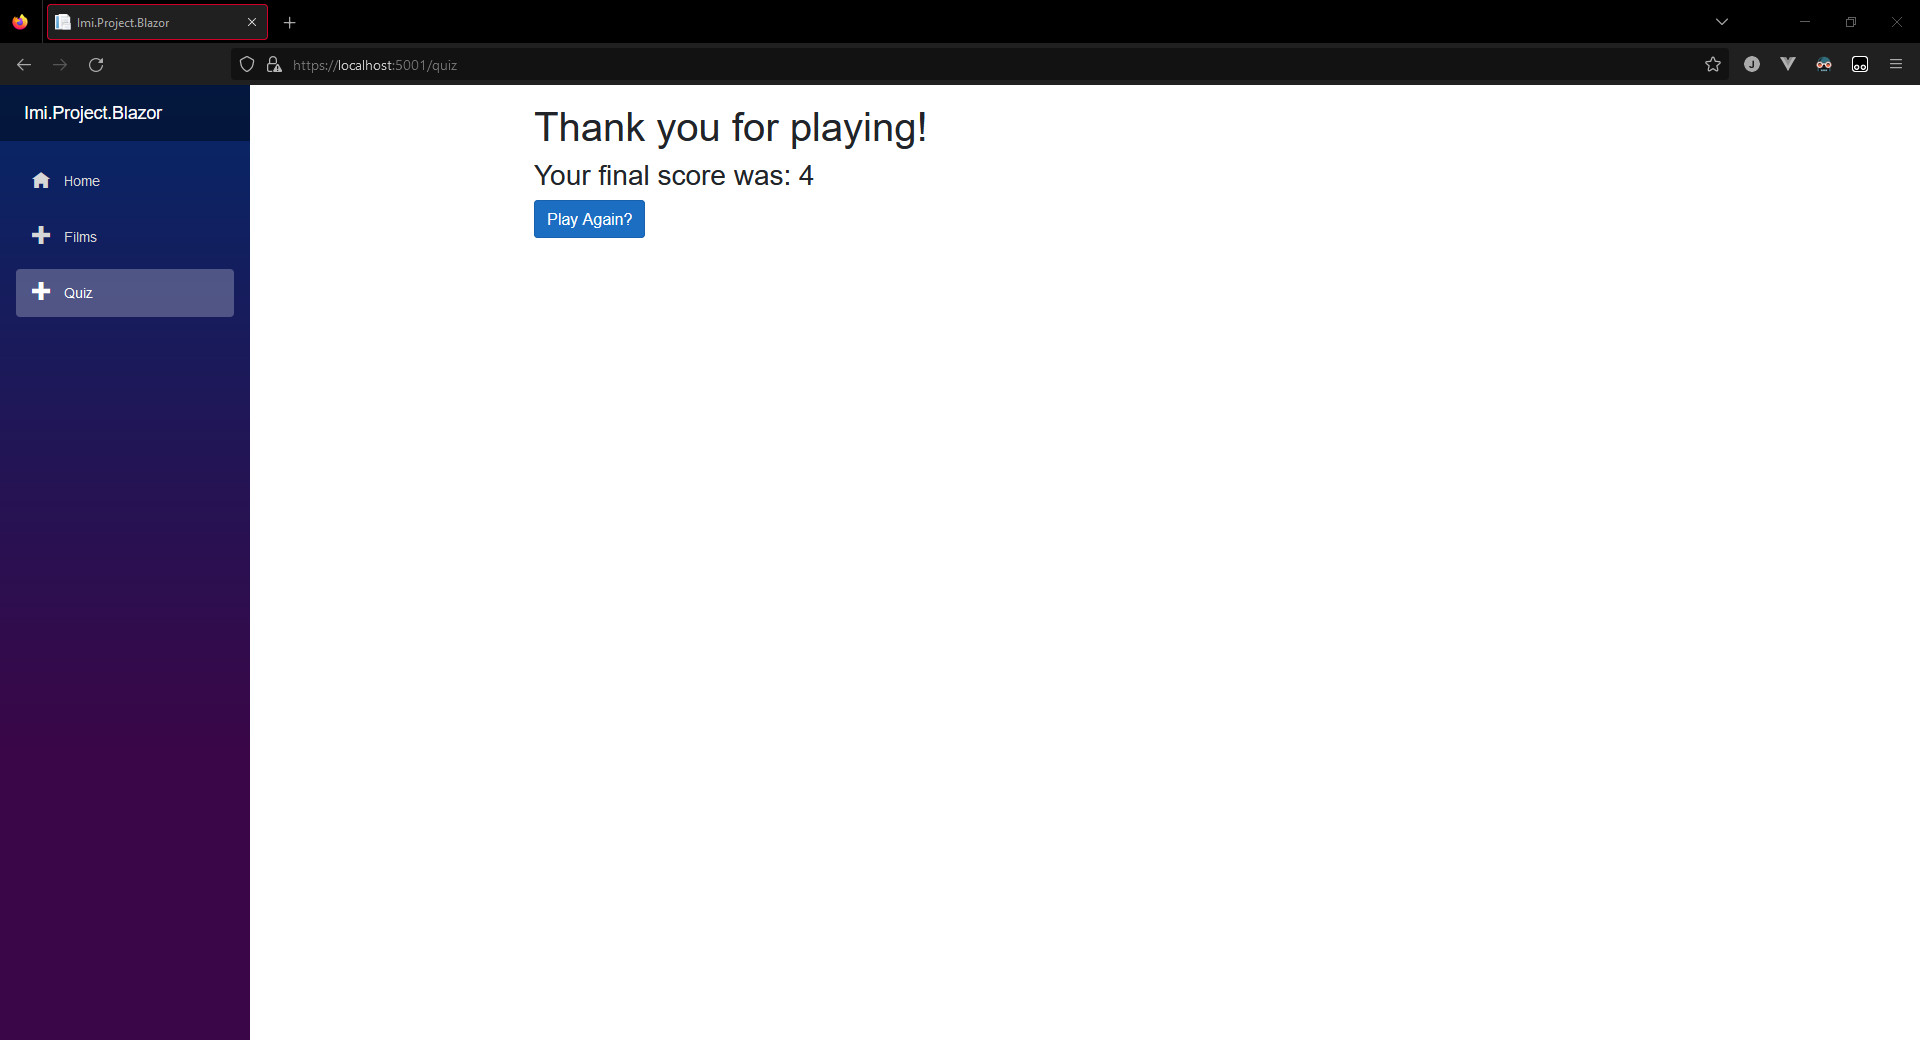 Imi.Project.Blazor
https://localhost:5001/quiz
J
Imi.Project.Blazor
Home
Films
Quiz
Thank you for playing!
Your final score was: 4
Play Again?